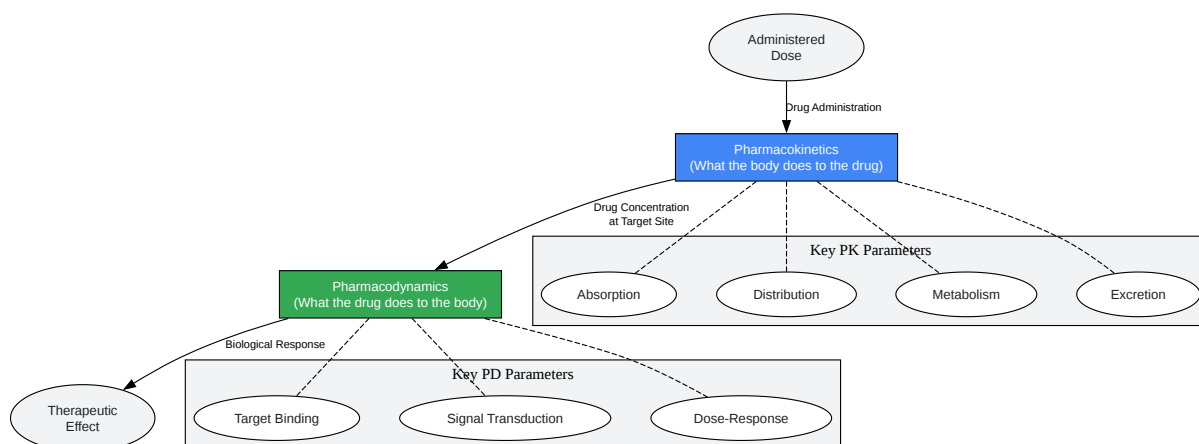 Administered
Dose
Drug Administration
Pharmacokinetics
(What the body does to the drug)
Drug Concentration
at Target Site
Key PK Parameters
Absorption
Distribution
Metabolism
Excretion
Pharmacodynamics
(What the drug does to the body)
Biological Response
Key PD Parameters
Therapeutic
Effect
Target Binding
Signal Transduction
Dose-Response